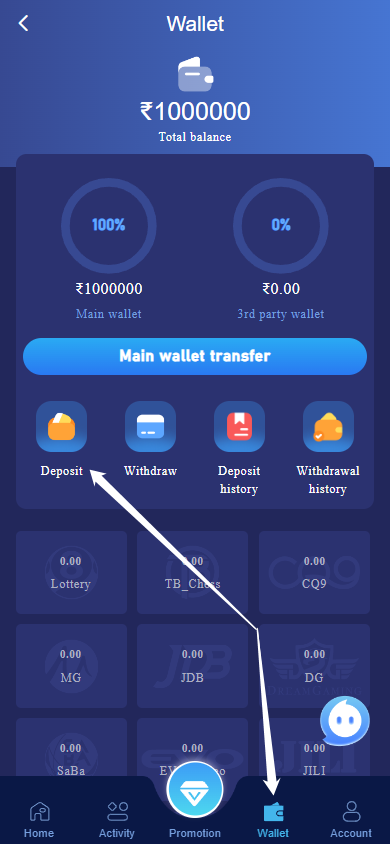 Wallet
₹1000000
Total balance
100%
0%
₹1000000
₹0.00
Main wallet
3rd party wallet
Main wallet transfer
Deposit
Withdraw
Deposit
history
Withdrawal
history
0.00
0.00
0.00
Lottery
TB_Chess
CQ9
0.00
0.00
0.00
MG
JDB
DG
0.00
0.00
0.00
SaBa
JILI
Home
Activity
Promotion
Wallet
Account